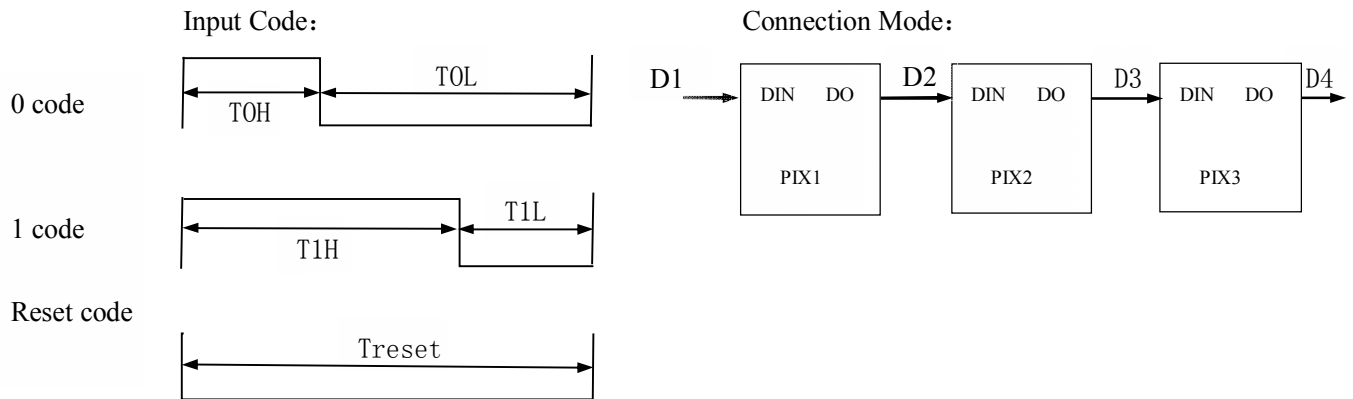 Input Code：
Connection Mode：
0 code
T0H
T0L
1 code
T1H
T1L
Reset code
Treset
D1
DIN DO
PIX1
D2
DIN DO
PIX2
D3
DIN DO
PIX3
D4